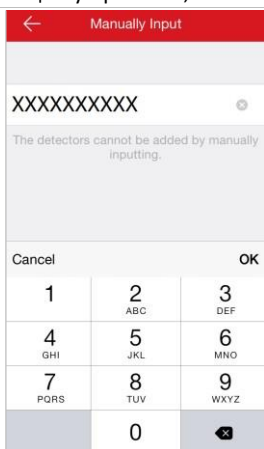 Manually Input
XXXXXXXXXX
The detectors cannot be added by manually
inputting.
Cancel OK
1 2 3
ABC DEF
4 5 6
GHI JKL MNO
7 8 9
PQRS TUV WXYZ
0